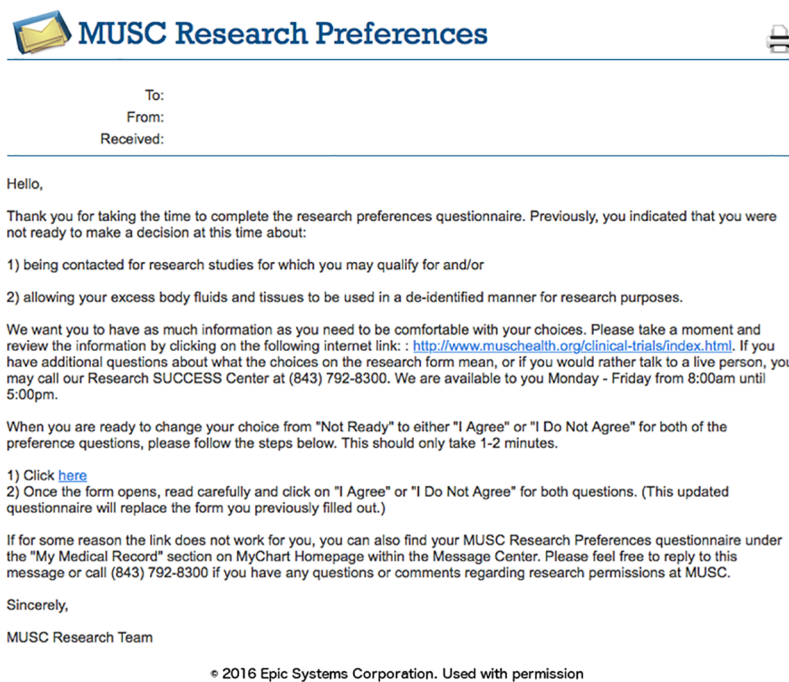 MUSC Research Preferences
To:
From:
Received:
Hello,
Thank you for taking the time to complete the research preferences questionnaire. Previously, you indicated that you were
not ready to make a decision at this time about:
1) being contacted for research studies for which you may qualify for and/or
2) allowing your excess body fluids and tissues to be used in a de-identified manner for research purposes.
We want you to have as much information as you need to be comfortable with your choices. Please take a moment and
review the information by clicking on the following internet link: : http://www.muschealth.org/clinical-trials/index.html. If you
have additional questions about what the choices on the research form mean, or if you would rather talk to a live person, you
may call our Research SUCCESS Center at (843) 792-8300. We are available to you Monday - Friday from 8:00am until
5:00pm.
When you are ready to change your choice from "Not Ready" to either "I Agree" or "I Do Not Agree" for both of the
preference questions, please follow the steps below. This should only take 1-2 minutes.
1) Click here
2) Once the form opens, read carefully and click on "I Agree" or "I Do Not Agree" for both questions. (This updated
questionnaire will replace the form you previously filled out.)
If for some reason the link does not work for you, you can also find your MUSC Research Preferences questionnaire under
the "My Medical Record" section on MyChart Homepage within the Message Center. Please feel free to reply to this
message or call (843) 792-8300 if you have any questions or comments regarding research permissions at MUSC.
Sincerely,
MUSC Research Team
© 2016 Epic Systems Corporation. Used with permission